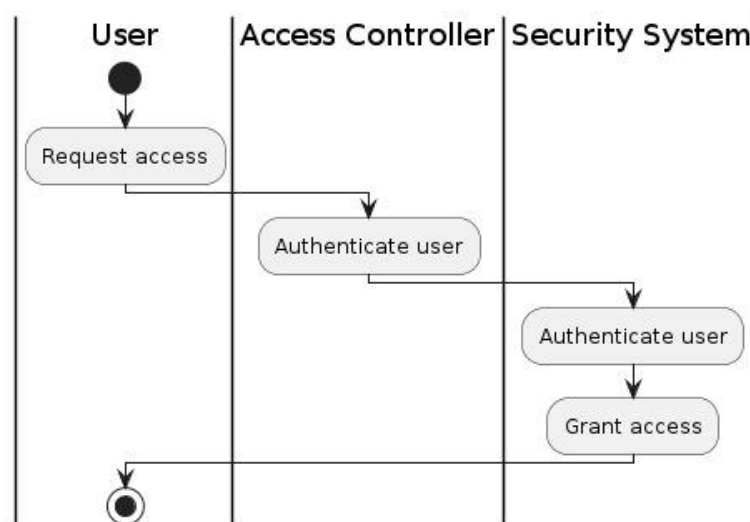 User
Access Controller
Security System
Request access
Authenticate user
Authenticate user
Grant access